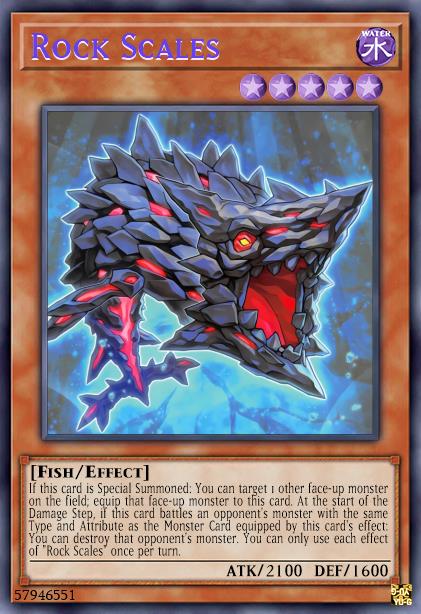 Rock Scales
WATER
水
[Fish/Effect]
If this card is Special Summoned: You can target 1 other face-up monster
on the field; equip that face-up monster to this card. At the start of the
Damage Step, if this card battles an opponent's monster with the same
Type and Attribute as the Monster Card equipped by this card's effect:
You can destroy that opponent's monster. You can only use each effect
of "Rock Scales" once per turn.
ATK/2100 DEF/1600
57946551